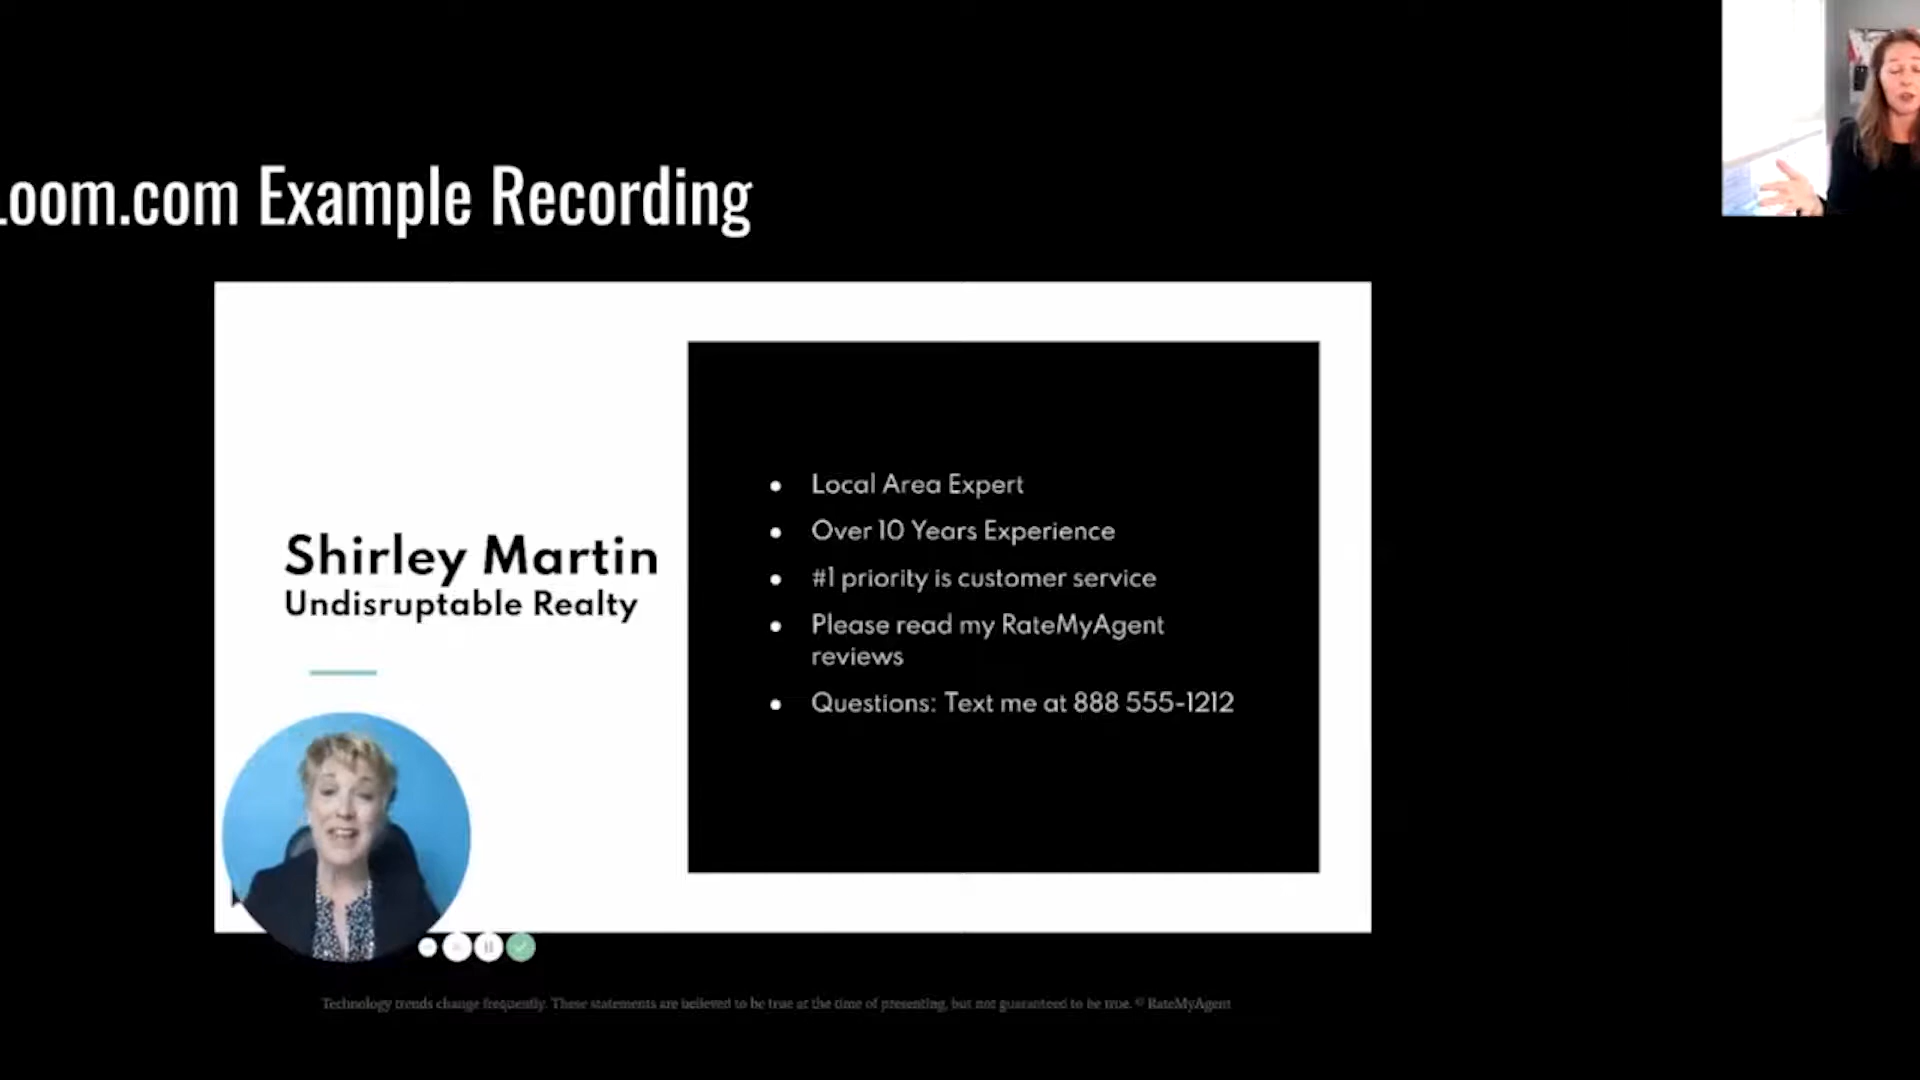 Loom.com Example Recording
Shirley Martin
Undisruptable Realty
• Local Area Expert
• Over 10 Years Experience
• #1 priority is customer service
• Please read my RateMyAgent
reviews
• Questions: Text me at 888 555-1212
Technology trends change frequently. These statements are believed to be true at the time of presenting, but not guaranteed to be true. © RateMyAgent